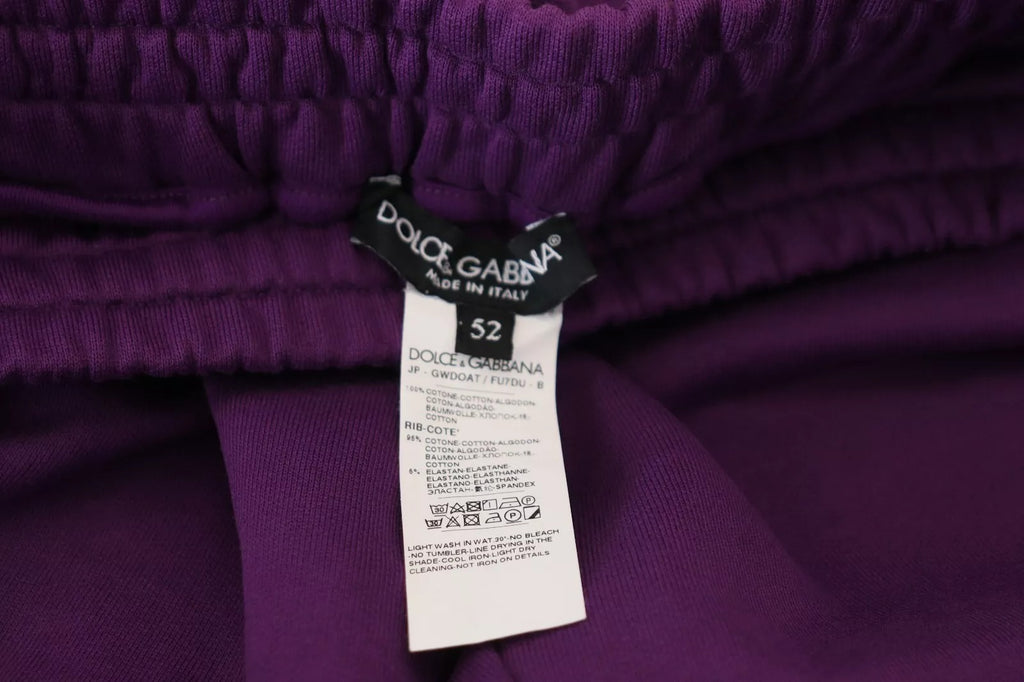 DOLCE & GABBANA®
MADE IN ITALY
52
DOLCE & GABBANA
JP - GWDOAT / FU7DU - B
100% COTONE-COTTON-ALGODON-
COTON-ALGODÃO-
BAUMWOLLE-ХЛОПОК-
COTTON
RIB-COTE'
95% COTONE-COTTON-ALGODON-
COTON-ALGODÃO-
BAUMWOLLE-ХЛОПОК-
COTTON
5% ELASTAN-ELASTANE-
ELASTANO-ELASTHANNE-
ELASTANO-ELASTHAN-
ЭЛАСТАН- -SPANDEX
30 P
30 P
LIGHT WASH IN WAT.30°-NO BLEACH
-NO TUMBLER-LINE DRYING IN THE
SHADE-COOL IRON-LIGHT DRY
CLEANING-NOT IRON ON DETAILS